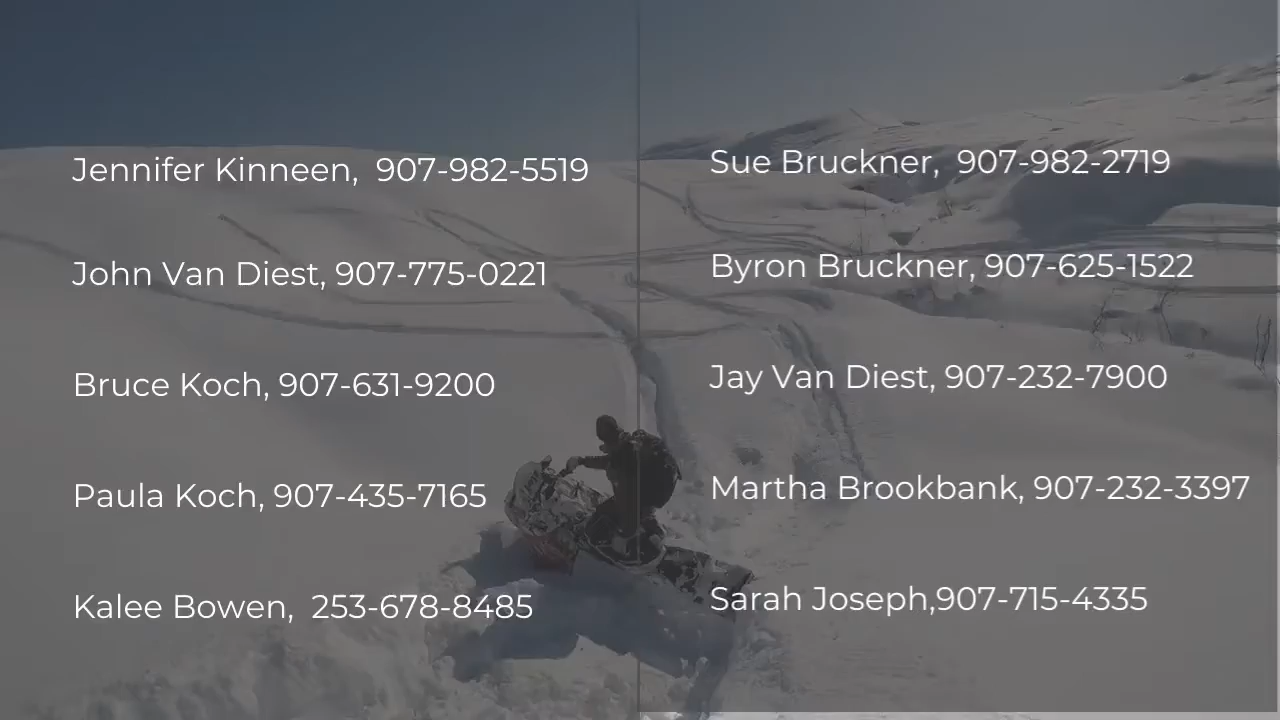 Jennifer Kinneen,  907-982-5519
John Van Diest, 907-775-0221
Bruce Koch, 907-631-9200
Paula Koch, 907-435-7165
Kalee Bowen,  253-678-8485
Sue Bruckner,  907-982-2719
Byron Bruckner, 907-625-1522
Jay Van Diest, 907-232-7900
Martha Brookbank, 907-232-3397
Sarah Joseph,907-715-4335